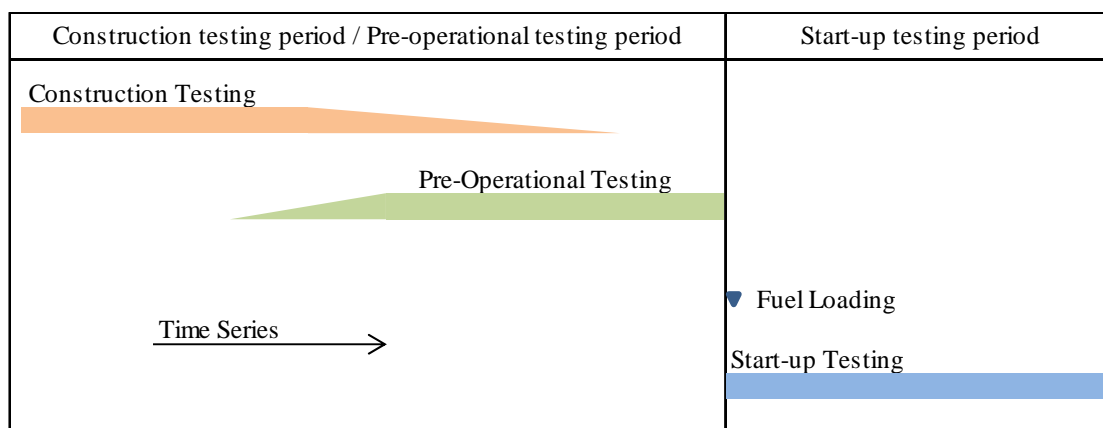 Construction testing period / Pre-operational testing period
Start-up testing period
Construction Testing
Pre-Operational Testing
Fuel Loading
Time Series
Start-up Testing